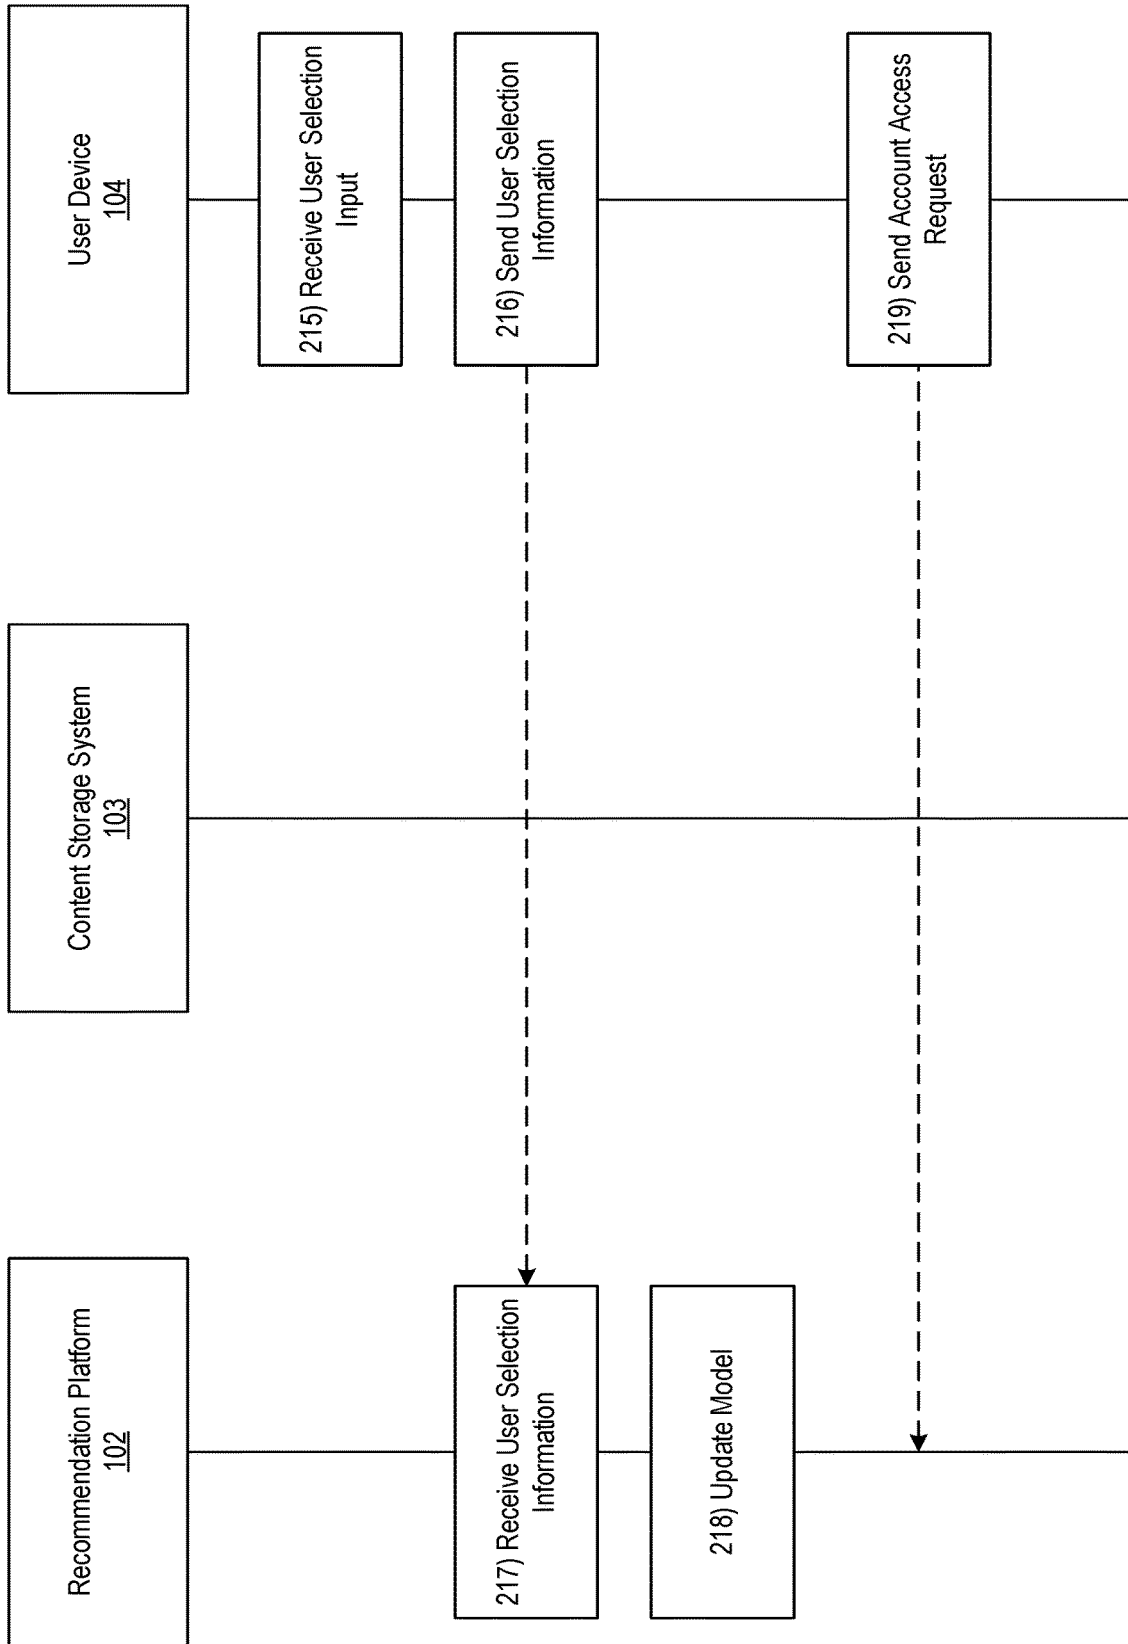 Recommendation Platform
102
Content Storage System
103
User Device
104
215) Receive User Selection
Input
216) Send User Selection
Information
217) Receive User Selection
Information
218) Update Model
219) Send Account Access
Request